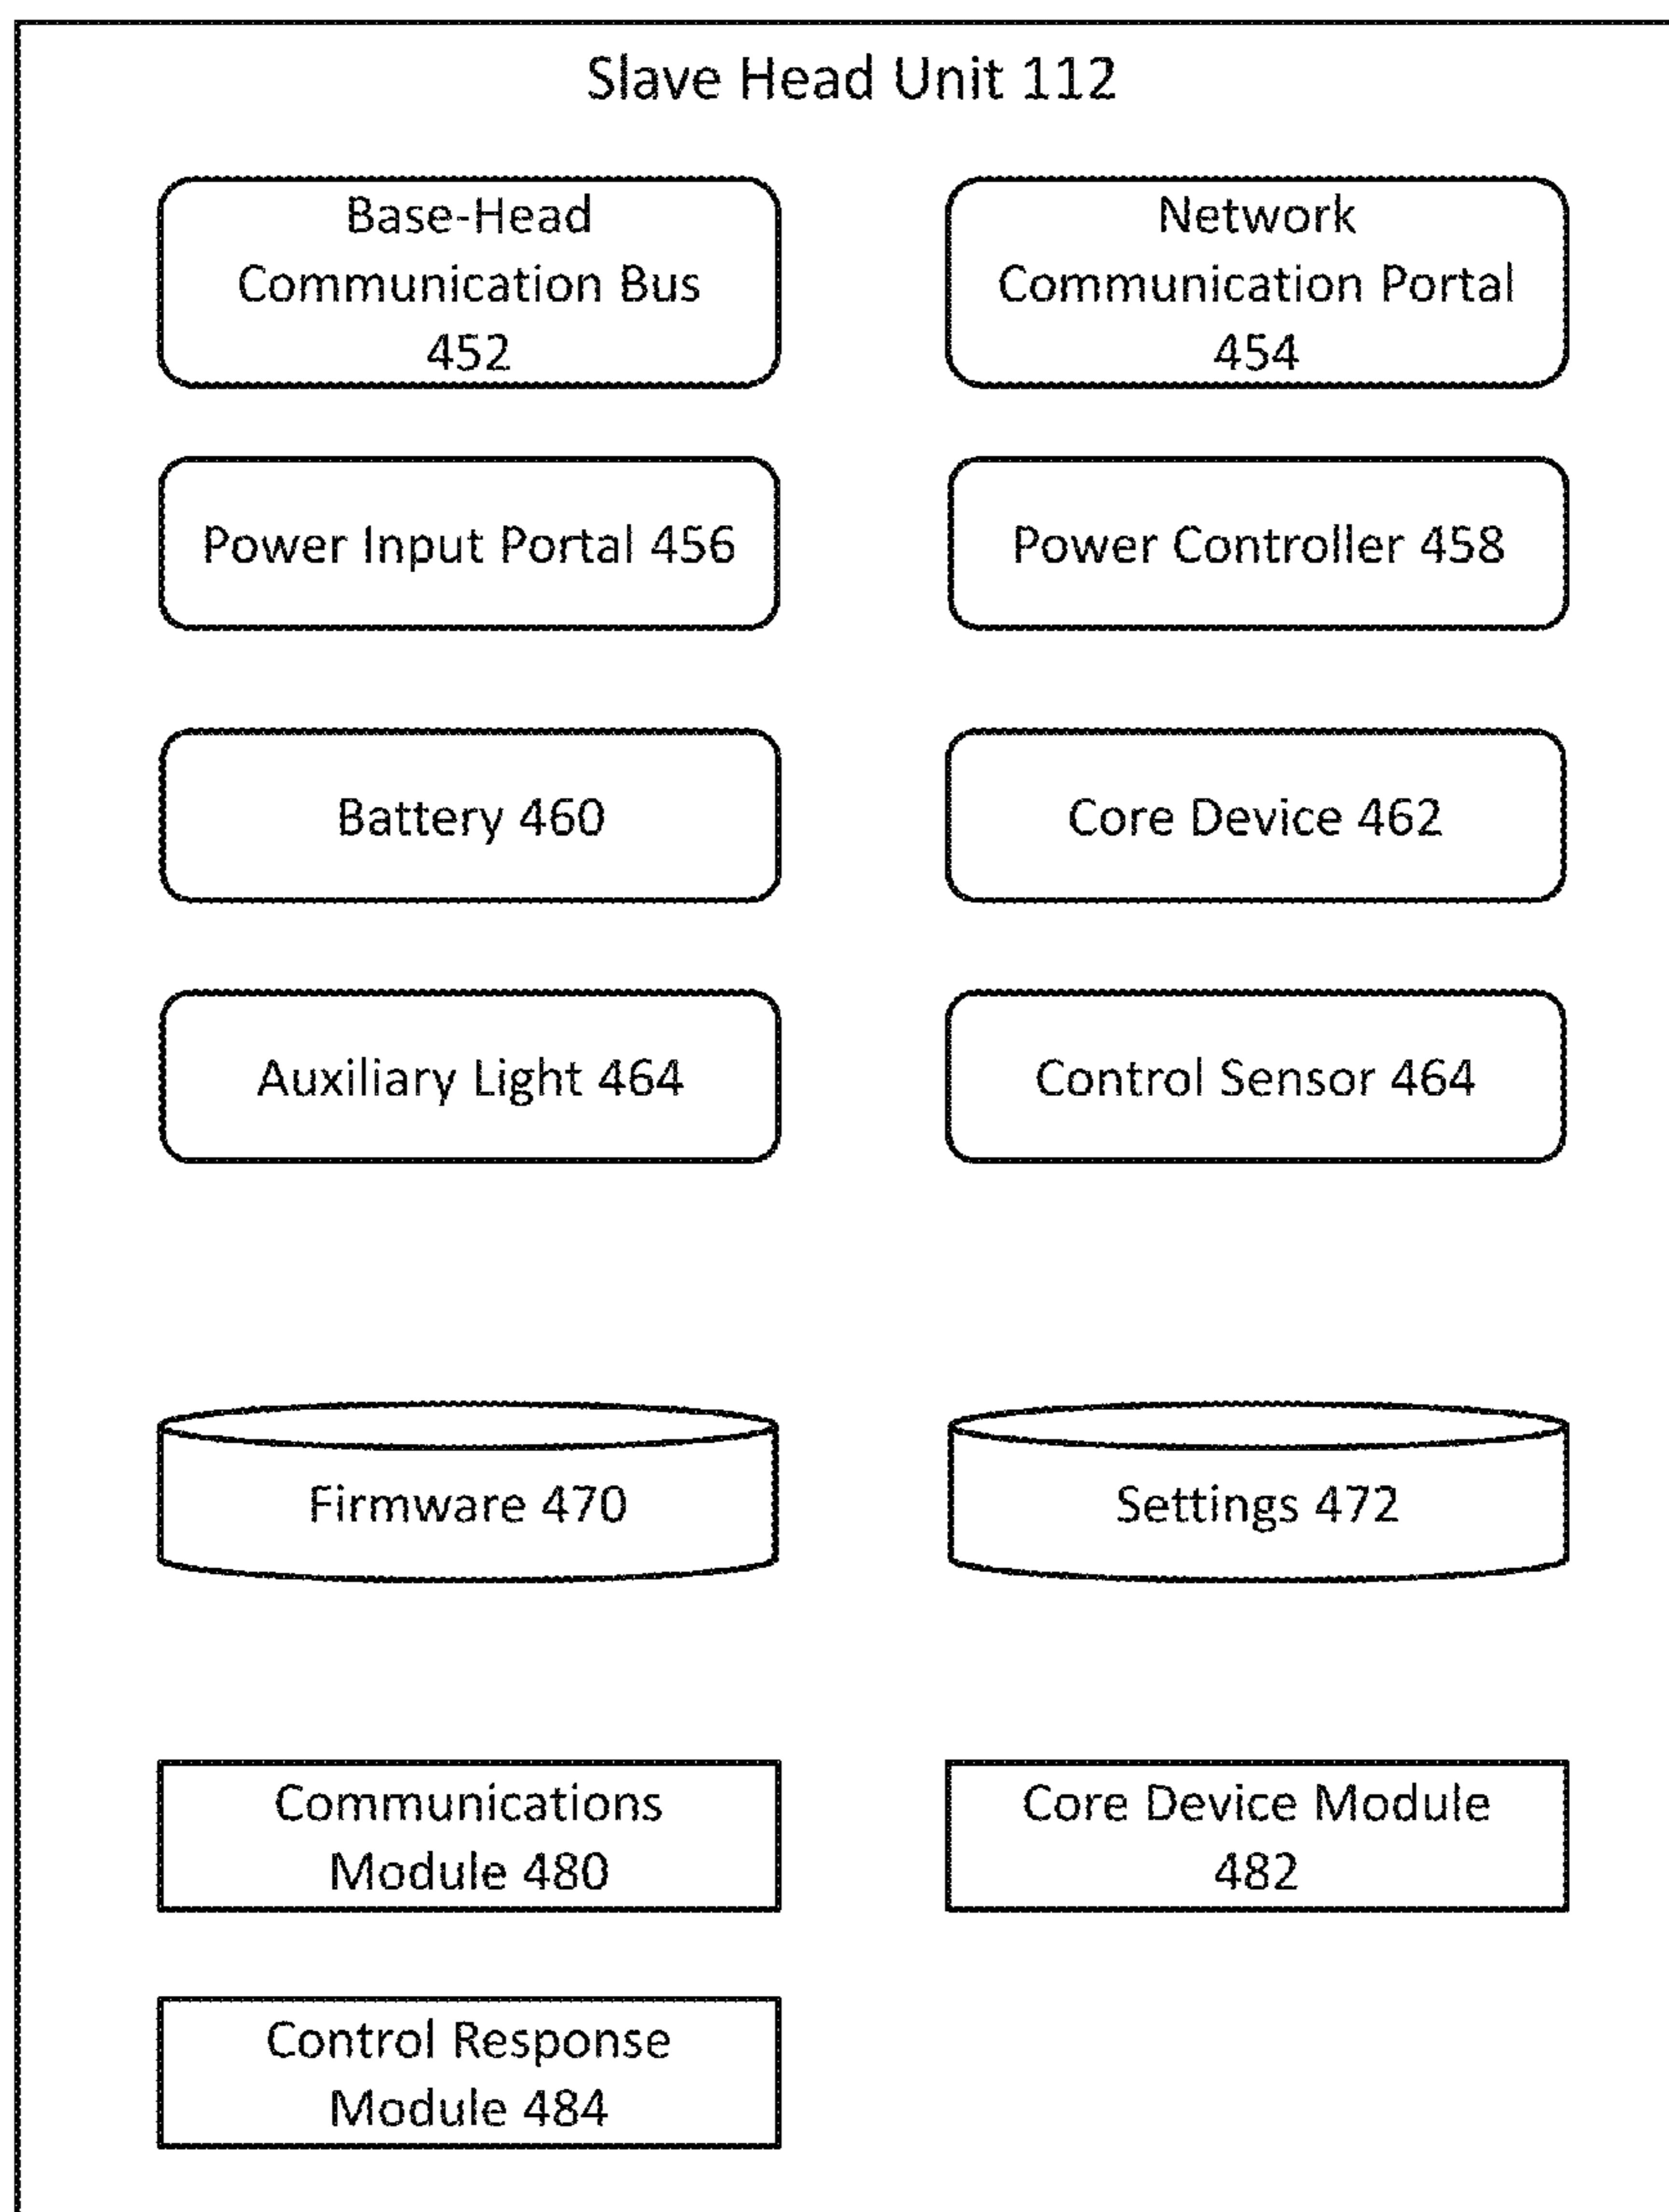 Slave Head Unit 112
Base-Head
Communication Bus
452
Network
Communication Portal
454
Power Input Portal 456
Power Controller 458
Battery 460
Core Device 462
Auxiliary Light 464
Control Sensor 464
Firmware 470
Settings 472
Communications
Module 480
Core Device Module
482
Control Response
Module 484